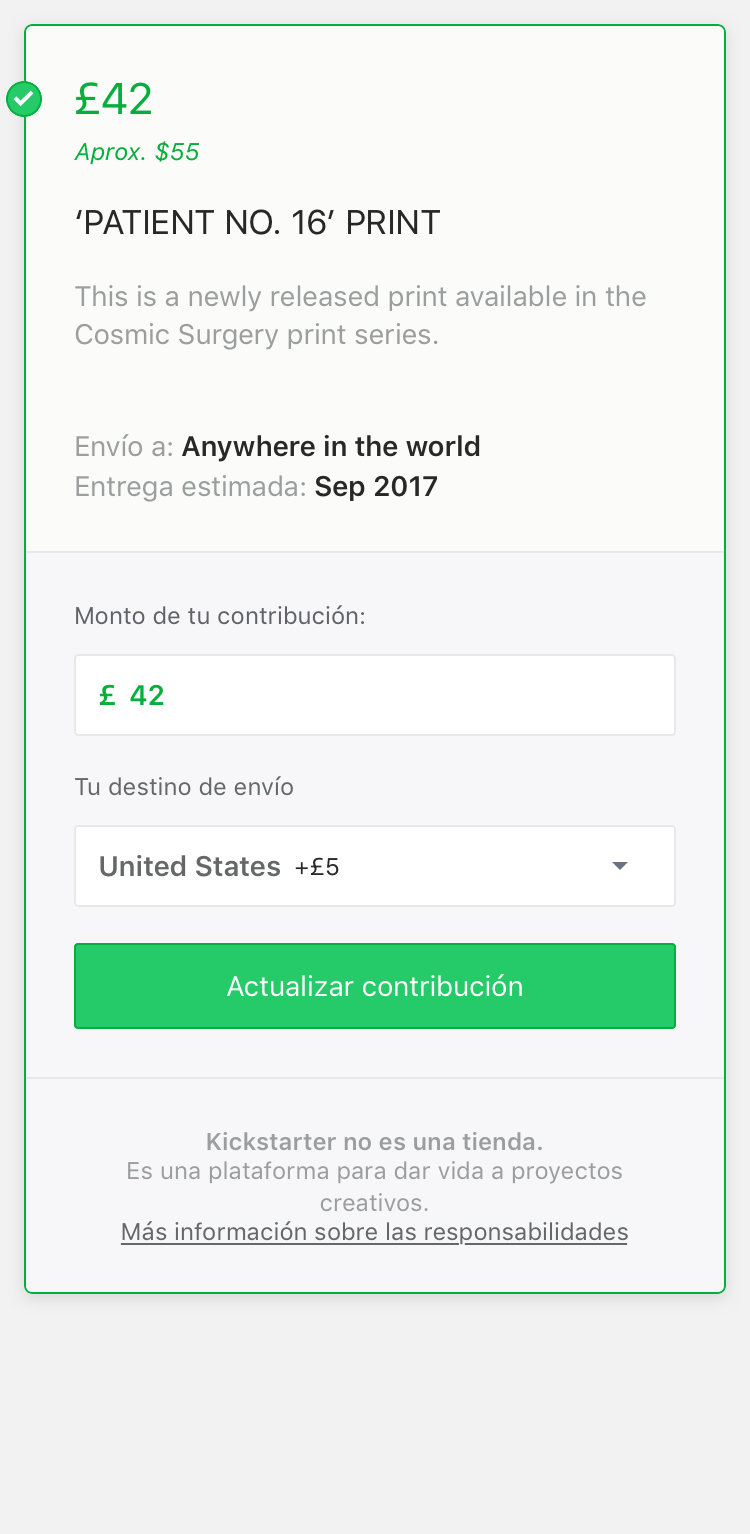 £42
Aprox. $55
‘PATIENT NO. 16’ PRINT
This is a newly released print available in the
Cosmic Surgery print series.
Envío a: Anywhere in the world
Entrega estimada: Sep 2017
Monto de tu contribución:
£ 42
Tu destino de envío
United States +£5
Actualizar contribución
Kickstarter no es una tienda.
Es una plataforma para dar vida a proyectos
creativos.
Más información sobre las responsabilidades